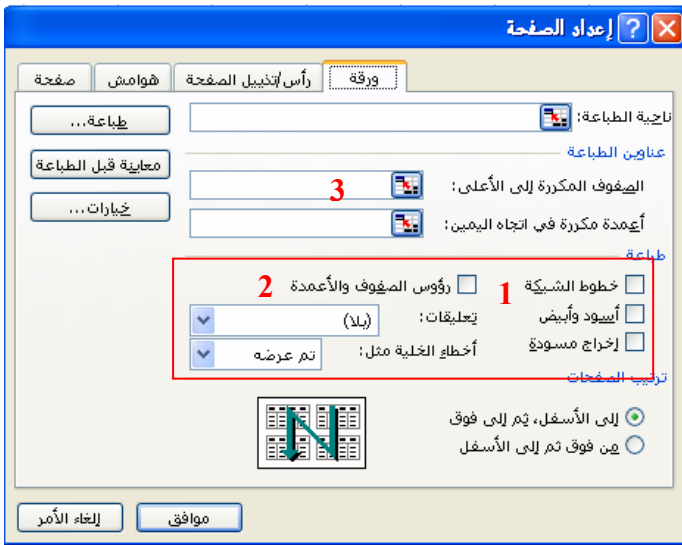 إعداد الصفحة
ورقة رأس/تذييل الصفحة هوامش صفحة
ناحية الطباعة:
طباعة...
عناوين الطباعة
معاينة قبل الطباعة
الصفوف المكررة إلى الأعلى: 3
خيارات...
أعمدة مكررة في اتجاه اليمين:
طباعة
خطوط الشبكة 1 رؤوس الصفوف والأعمدة 2
أسود وأبيض تعليقات: (بلا)
إخراج مسودة أخطاء الخلية مثل: تم عرضه
ترتيب الصفحات
إلى الأسفل، ثم إلى فوق
من فوق ثم إلى الأسفل
موافق إلغاء الأمر